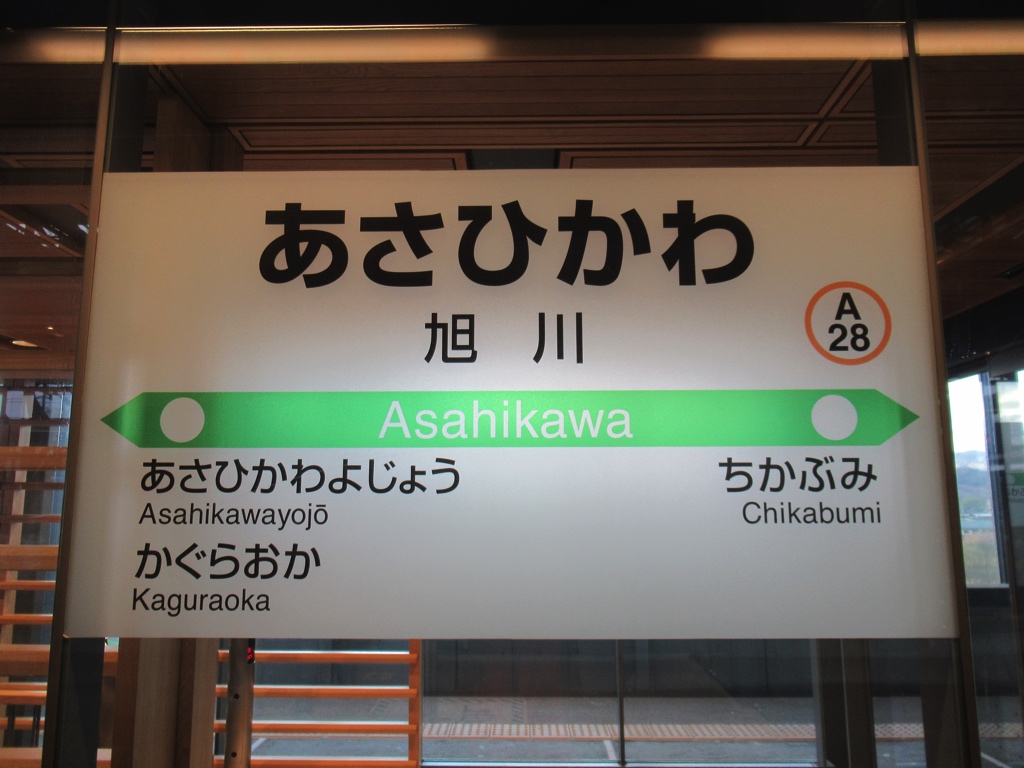 あさひかわ
旭 川
A
28
Asahikawa
あさひかわよじょう
Asahikawayojō
ちかぶみ
Chikabumi
かぐらおか
Kaguraoka